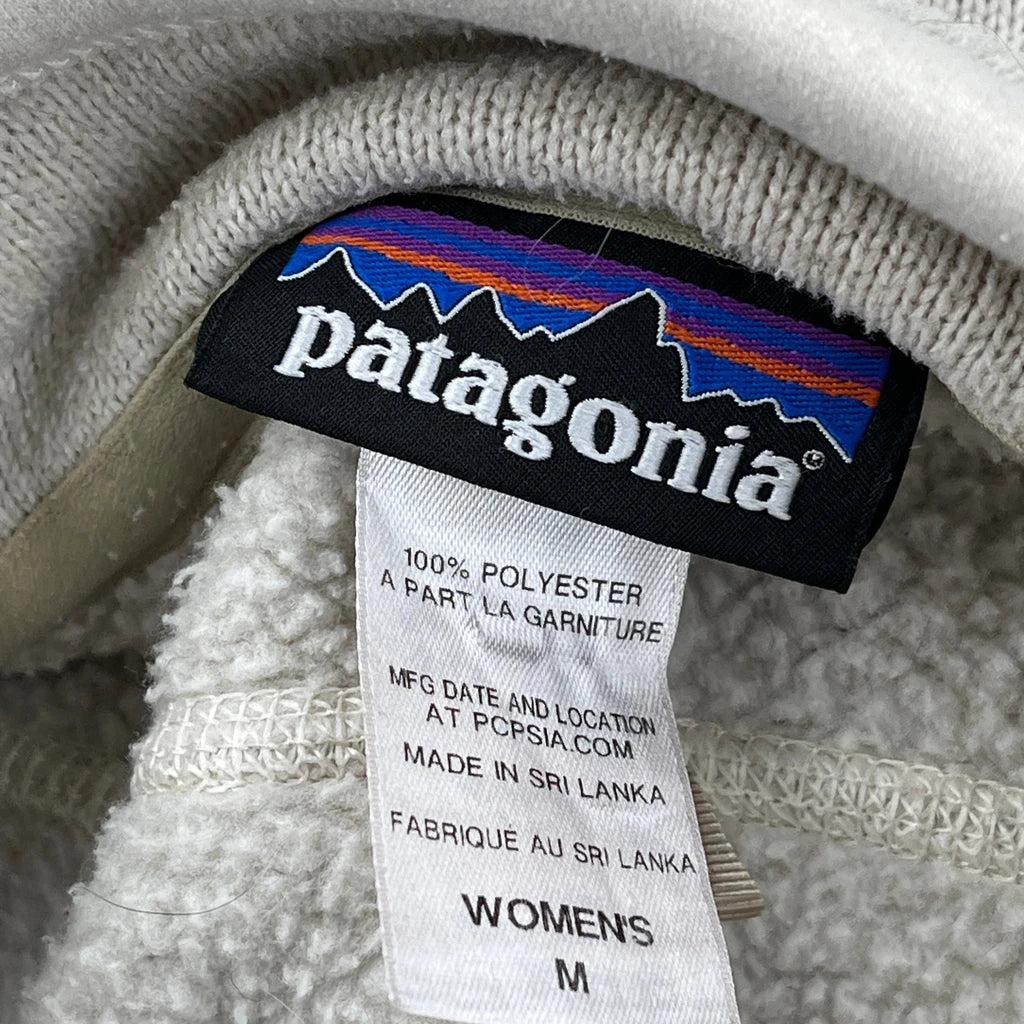 patagonia®
100% POLYESTER
A PART LA GARNITURE
MFG DATE AND LOCATION
AT PCPSIA.COM
MADE IN SRI LANKA
FABRIQUÉ AU SRI LANKA
WOMEN'S
M